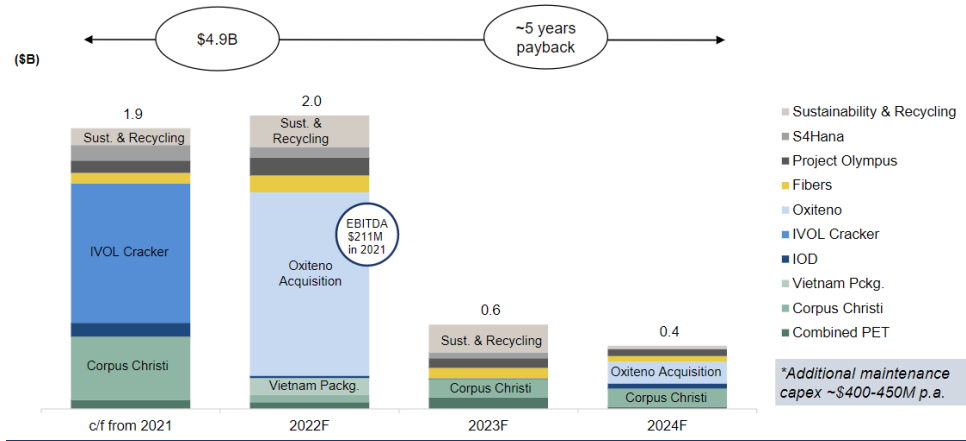 $4.9B
~5 years
payback
($B)
1.9
Sust. & Recycling
IVOL Cracker
Corpus Christi
c/f from 2021
2.0
Sust. &
Recycling
EBITDA
$211M
in 2021
Oxiteno
Acquisition
Vietnam Packg.
2022F
0.6
Sust. & Recycling
Corpus Christi
2023F
0.4
Oxiteno Acquisition
Corpus Christi
2024F
Sustainability & Recycling
S4Hana
Project Olympus
Fibers
Oxiteno
IVOL Cracker
IOD
Vietnam Pckg.
Corpus Christi
Combined PET
*Additional maintenance
capex ~$400-450M p.a.